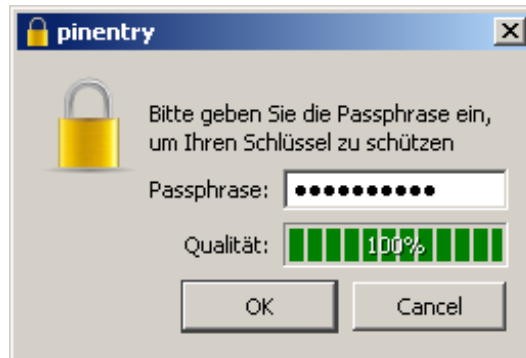 pinentry
Bitte geben Sie die Passphrase ein,
um Ihren Schlüssel zu schützen
Passphrase: ●●●●●●●●●●
Qualität: 100%
OK Cancel